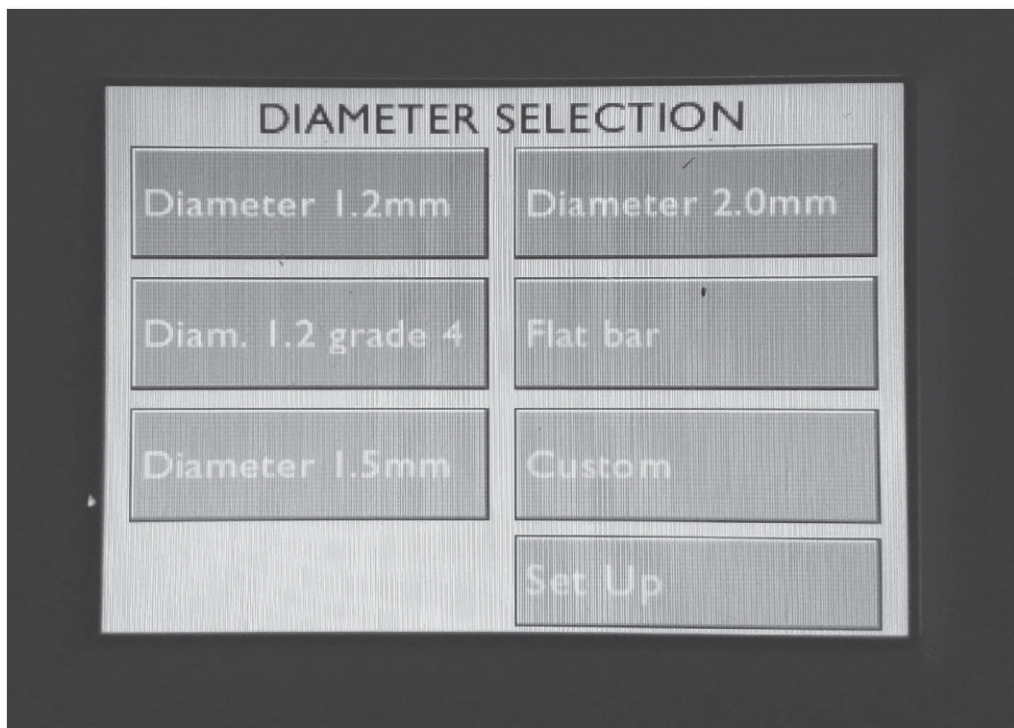 DIAMETER SELECTION
Diameter 1.2mm
Diameter 2.0mm
Diam. 1.2 grade 4
Flat bar
Diameter 1.5mm
Custom
Set Up